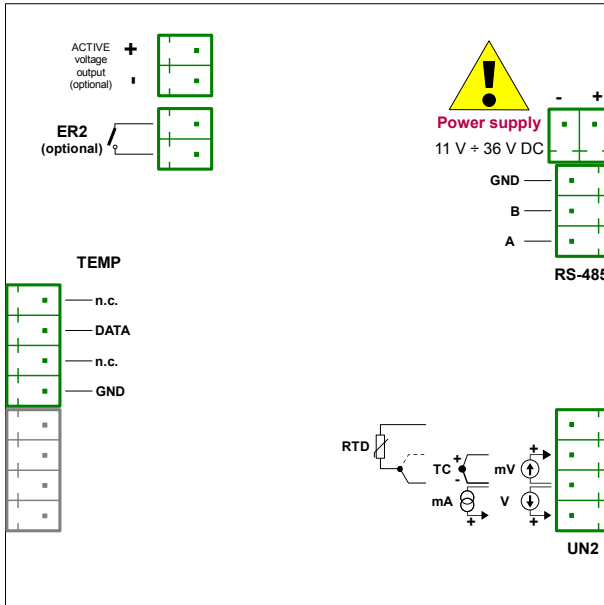 ACTIVE
voltage
output
(optional)
+
-
ER2
(optional)
- +
Power supply
11 V ÷ 36 V DC
GND
B
A
RS-485
TEMP
n.c.
DATA
n.c.
GND
RTD
TC
+
-
mV
+
mA
+
V
+
UN2